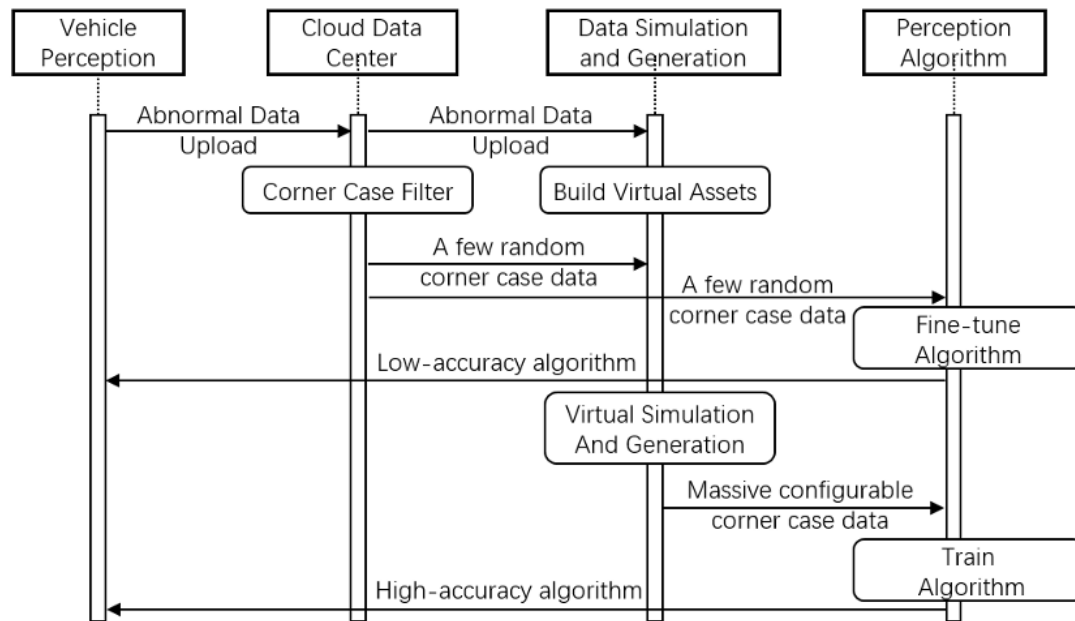 Vehicle
Perception
Cloud Data
Center
Data Simulation
and Generation
Perception
Algorithm
Abnormal Data
Upload
Abnormal Data
Upload
Corner Case Filter
Build Virtual Assets
A few random
corner case data
A few random
corner case data
Fine-tune
Algorithm
Low-accuracy algorithm
Virtual Simulation
And Generation
Massive configurable
corner case data
Train
Algorithm
High-accuracy algorithm